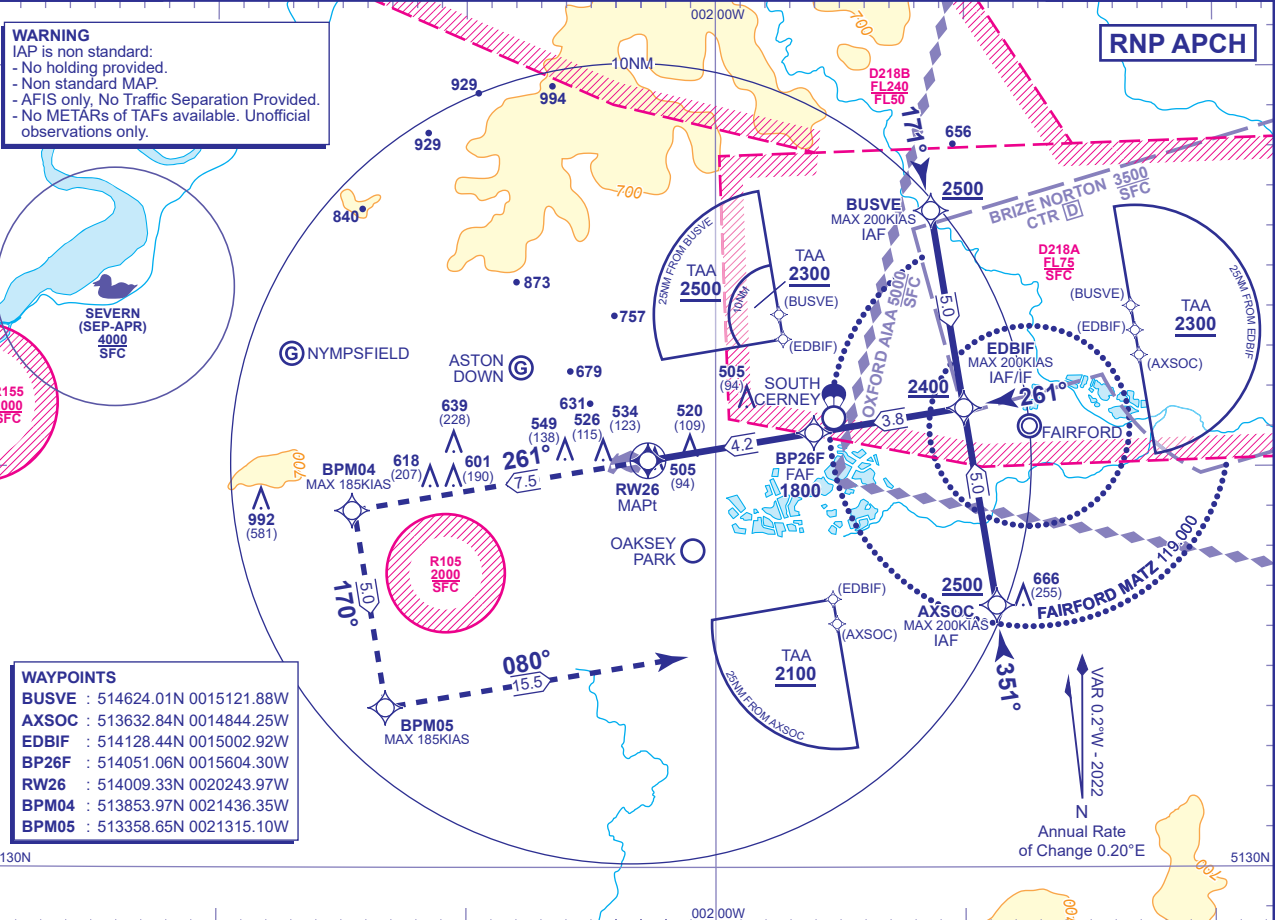 WARNING
IAP is non standard:
- No holding provided.
- Non standard MAP.
- AFIS only, No Traffic Separation Provided.
- No METARs of TAFs available. Unofficial
observations only.
002 00W
RNP APCH
700
10NM
929
994
929
840
700
873
757
D218B
FL240
FL50
171°
656
BUSVE
MAX 200KIAS
IAF
2500
BRIZE NORTON 3500
CTR D SFC
D218A
FL75
SFC
SEVERN
(SEP-APR)
4000
SFC
25NM FROM BUSVE
TAA
2500
10NM
TAA
2300
(BUSVE)
(EDBIF)
OXFORD AIAA 5000
SFC
5.0
(BUSVE)
(EDBIF)
(AXSOC)
TAA
2300
25NM FROM EDBIF
NYMPSFIELD
G
ASTON
DOWN
G
679
631
505
(94)
SOUTH
CERNEY
2400
EDBIF
MAX 200KIAS
IAF/IF
261°
FAIRFORD
155
000
SFC
639
(228)
549
(138)
526
(115)
534
(123)
520
(109)
3.8
4.2
618
(207)
601
(190)
261°
7.5
505
(94)
BPM04
MAX 185KIAS
RW26
MAPt
BP26F
FAF
1800
5.0
700
992
(581)
R105
2000
SFC
OAKSEY
PARK
170°
5.0
2500
AXSOC
MAX 200KIAS
IAF
666
(255)
FAIRFORD MATZ 119.000
351°
(EDBIF)
(AXSOC)
TAA
2100
25NM FROM AXSOC
080°
15.5
BPM05
MAX 185KIAS
WAYPOINTS
BUSVE : 514624.01N 0015121.88W
AXSOC : 513632.84N 0014844.25W
EDBIF : 514128.44N 0015002.92W
BP26F : 514051.06N 0015604.30W
RW26 : 514009.33N 0020243.97W
BPM04 : 513853.97N 0021436.35W
BPM05 : 513358.65N 0021315.10W
VAR 0.2°W - 2022
N
Annual Rate
of Change 0.20°E
130N
5130N
700
002 00W